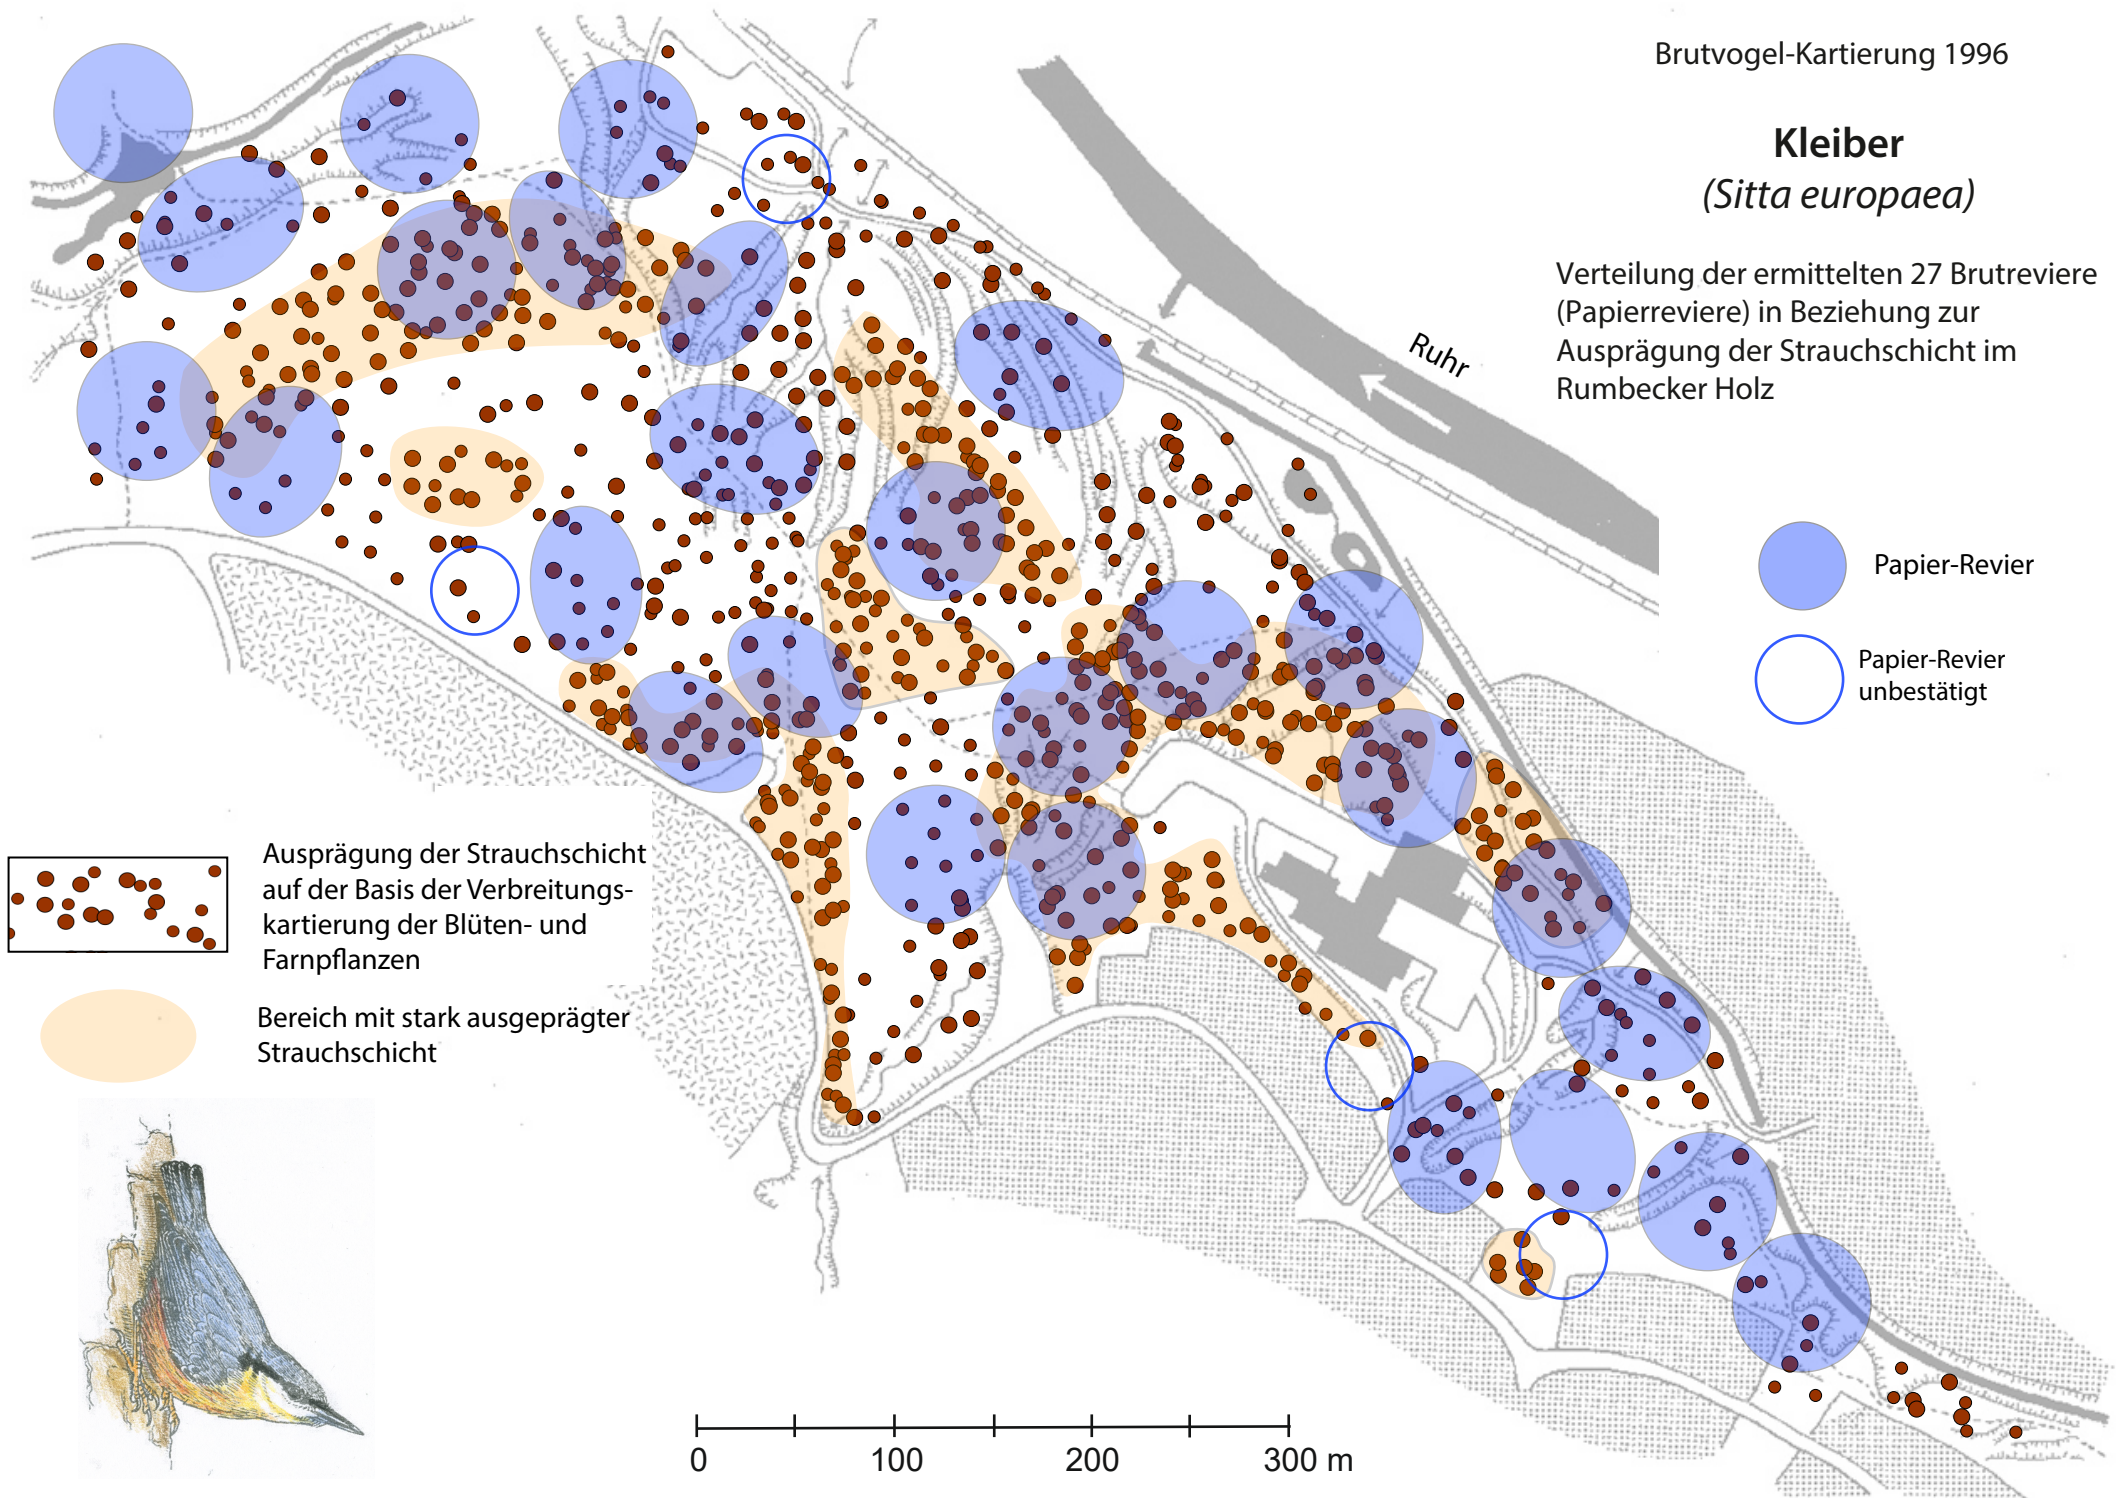 Brutvogel-Kartierung 1996
Kleiber
(Sitta europaea)
Verteilung der ermittelten 27 Brutreviere
(Papierreviere) in Beziehung zur
Ausprägung der Strauchschicht im
Rumbecker Holz
Ruhr
Papier-Revier
Papier-Revier
unbestätigt
Ausprägung der Strauchschicht
auf der Basis der Verbreitungs-
kartierung der Blüten- und
Farnpflanzen
Bereich mit stark ausgeprägter
Strauchschicht
0 100 200 300 m